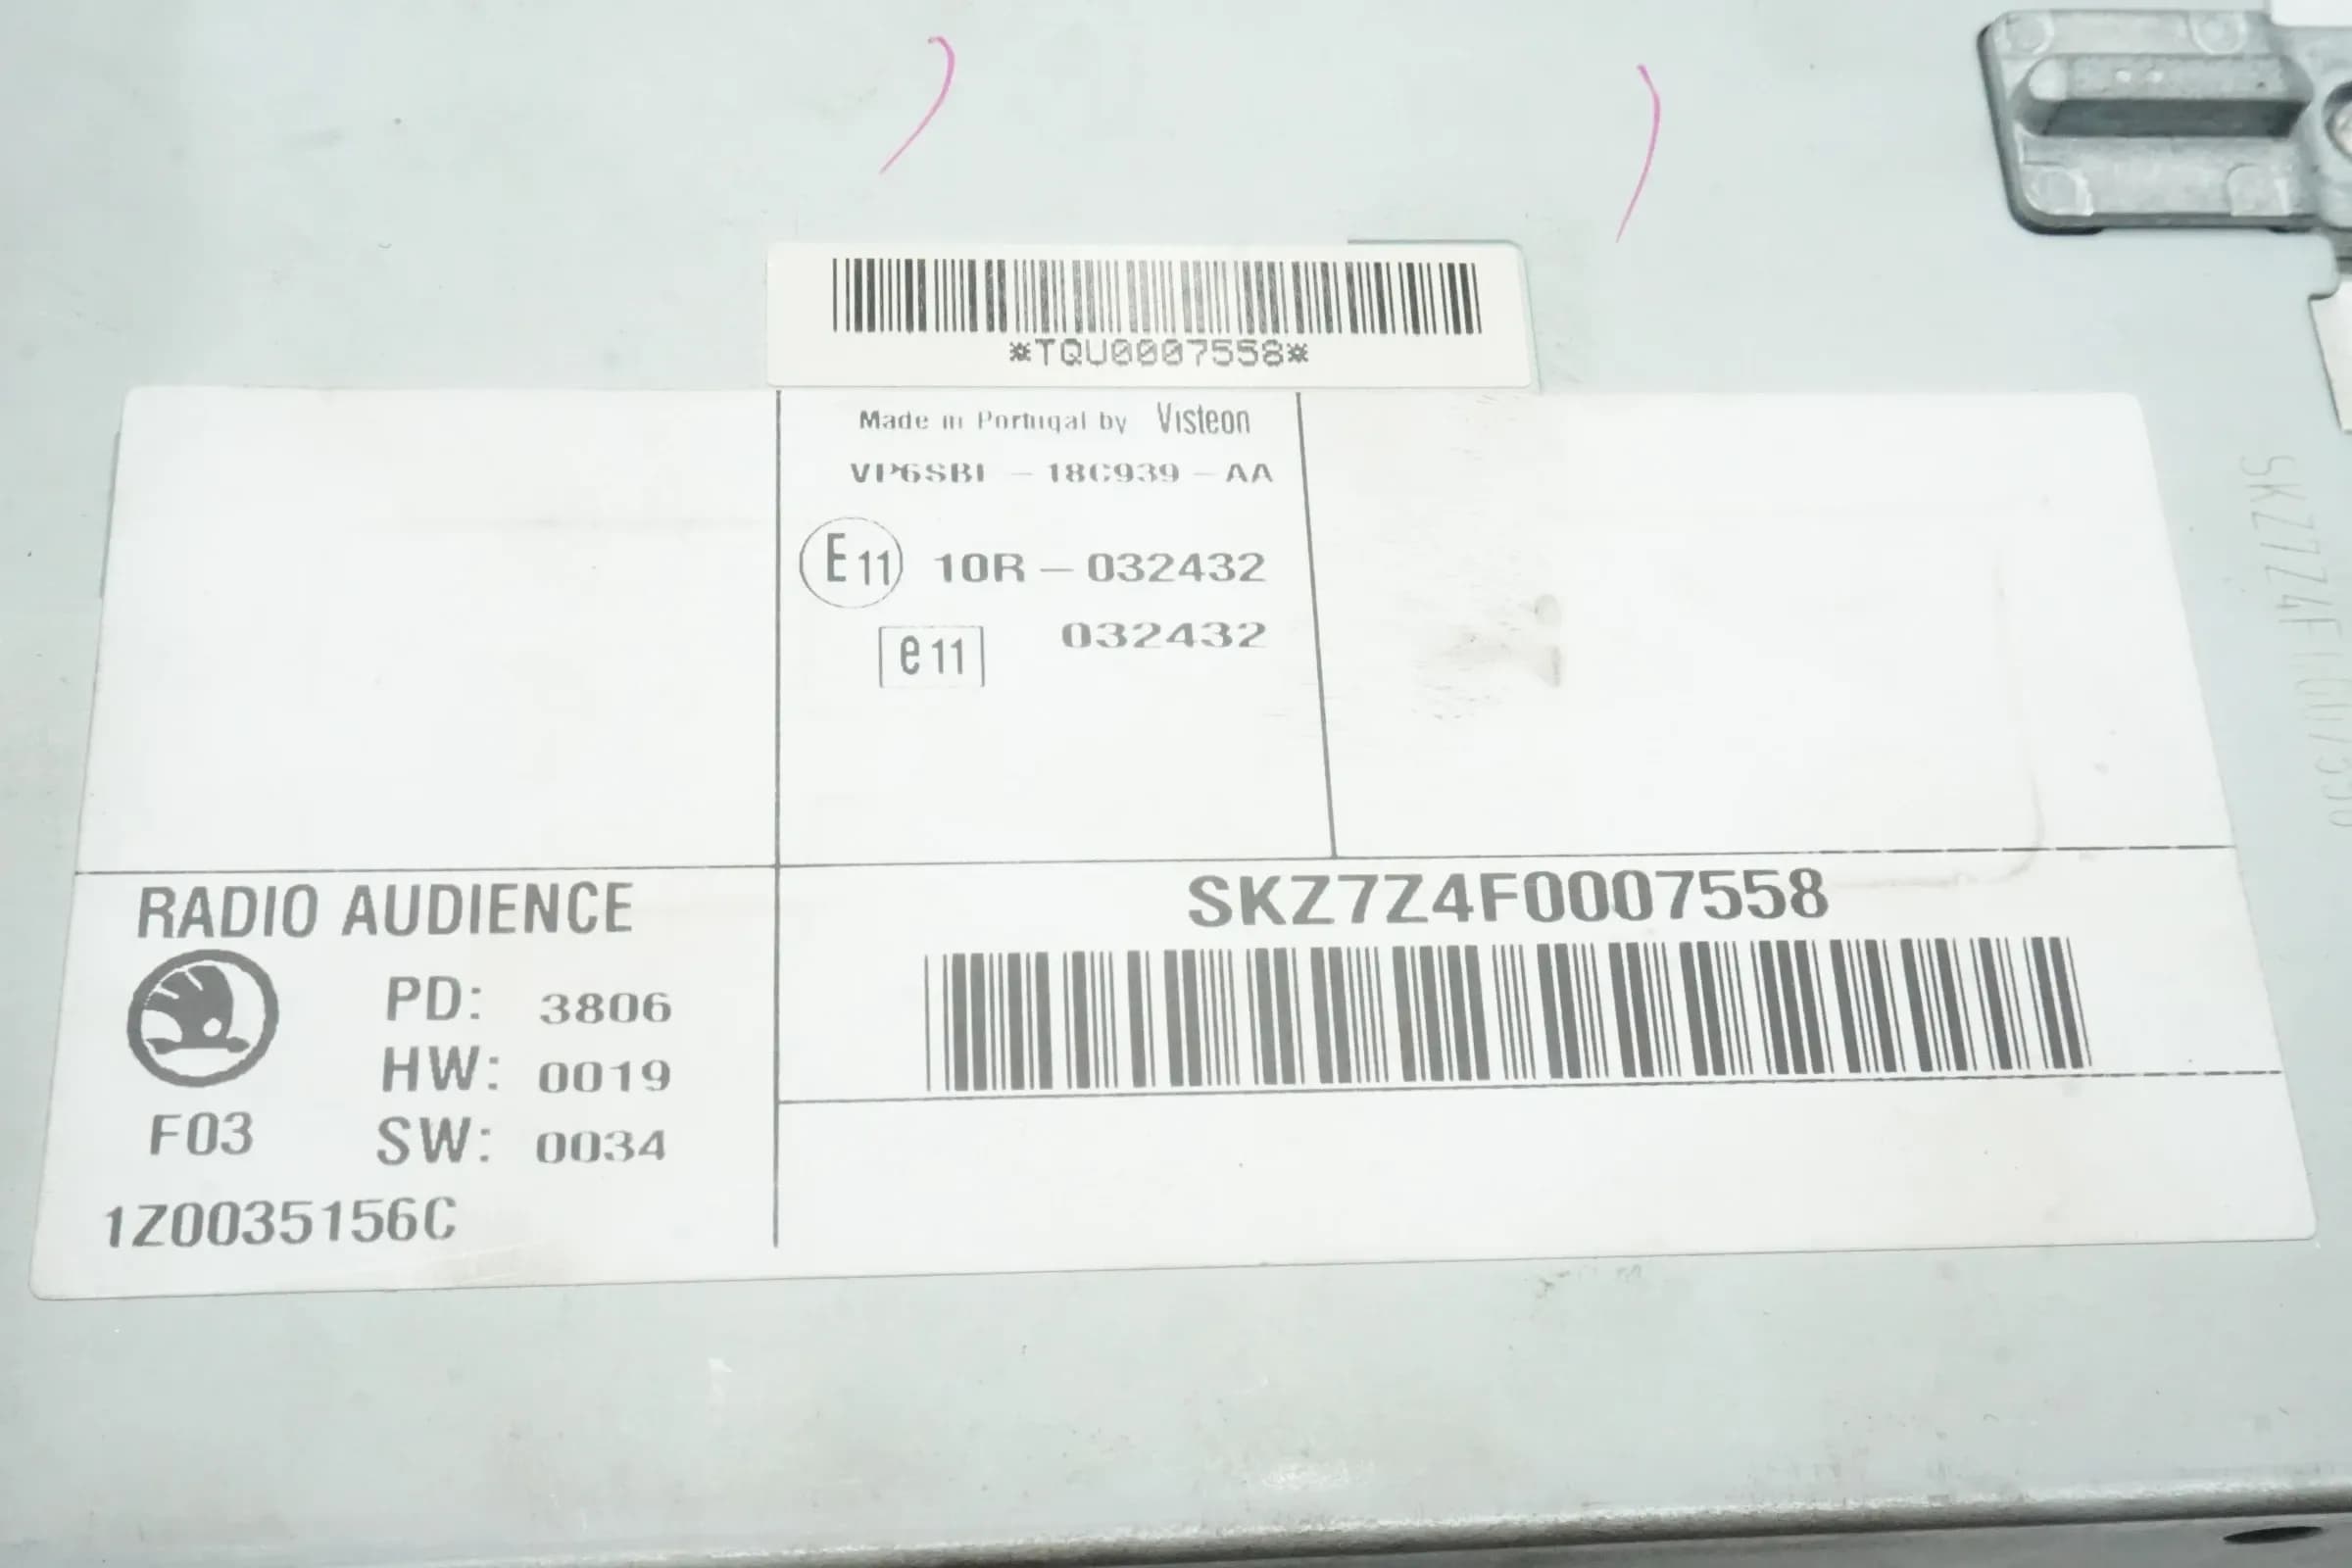 *TQU0007558*
Made in Portugal by Visteon
VP6SBF - 18C939 - AA
E11 10R - 032432
e11 032432
RADIO AUDIENCE
SKZ7Z4F0007558
PD: 3806
HW: 0019
F03
SW: 0034
1Z0035156C